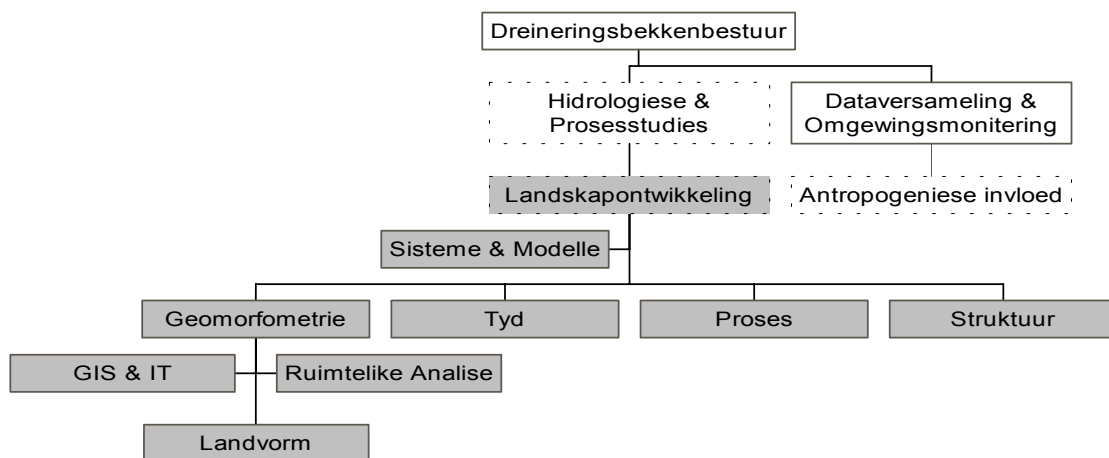 Dreineringsbekkenbestuur
Hidrologiese &
Prosesstudies
Dataversameling &
Omgewingsmonitering
Landskapontwikkeling
Antropogeniese invloed
Sisteme & Modelle
Geomorfometrie
Tyd
Proses
Struktuur
GIS & IT
Ruimtelike Analise
Landvorm